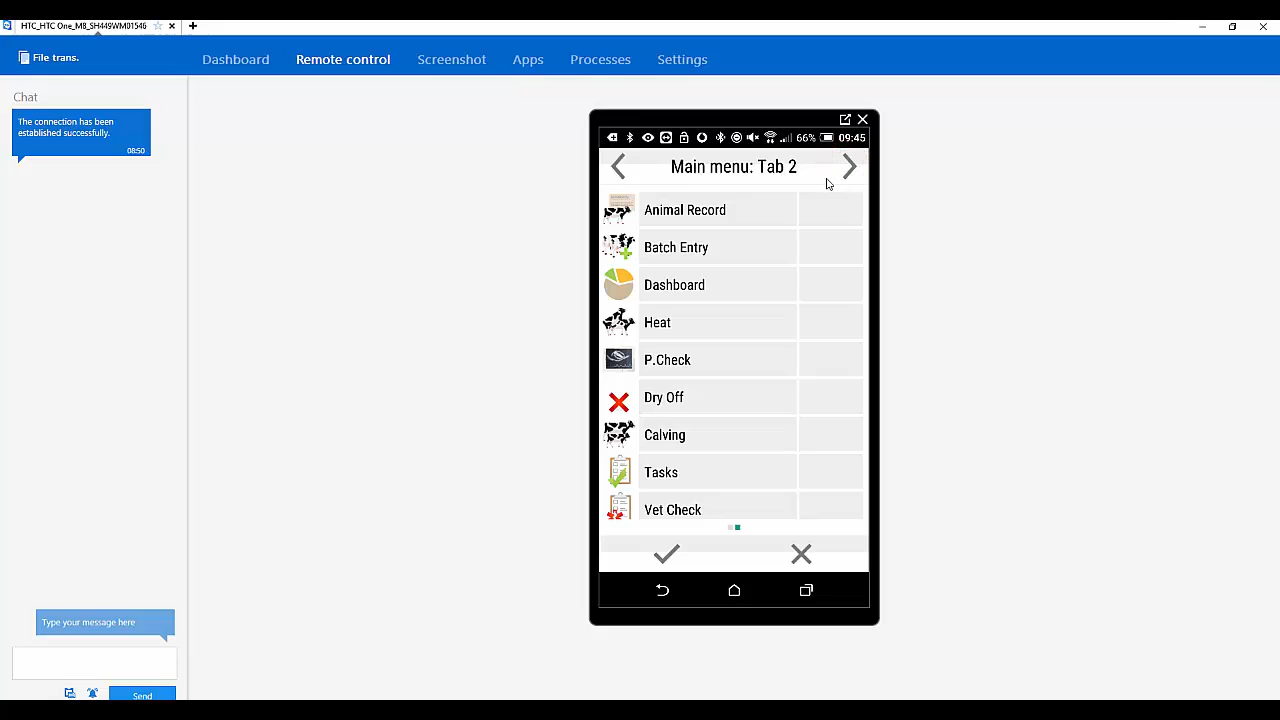 HTC_HTC One_M8_SH449WM01546
File trans.
Dashboard
Remote control
Screenshot
Apps
Processes
Settings
Chat
The connection has been
established successfully.
08:50
66% 09:45
Main menu: Tab 2
Animal Record
Batch Entry
Dashboard
Heat
P.Check
Dry Off
Calving
Tasks
Vet Check
Type your message here
Send